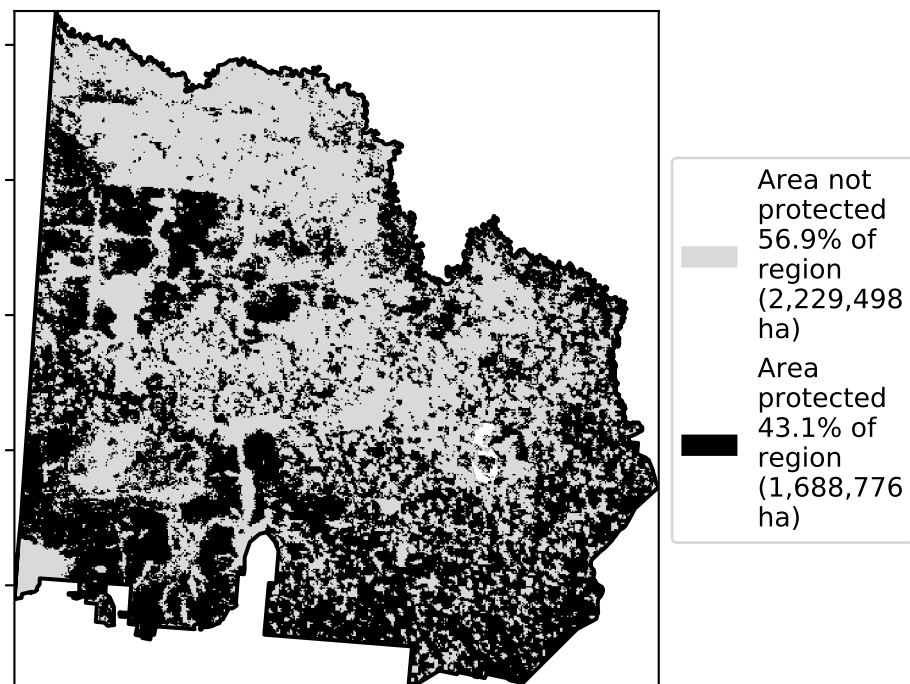 Area not
protected
56.9% of
region
(2,229,498
ha)
Area
protected
43.1% of
region
(1,688,776
ha)